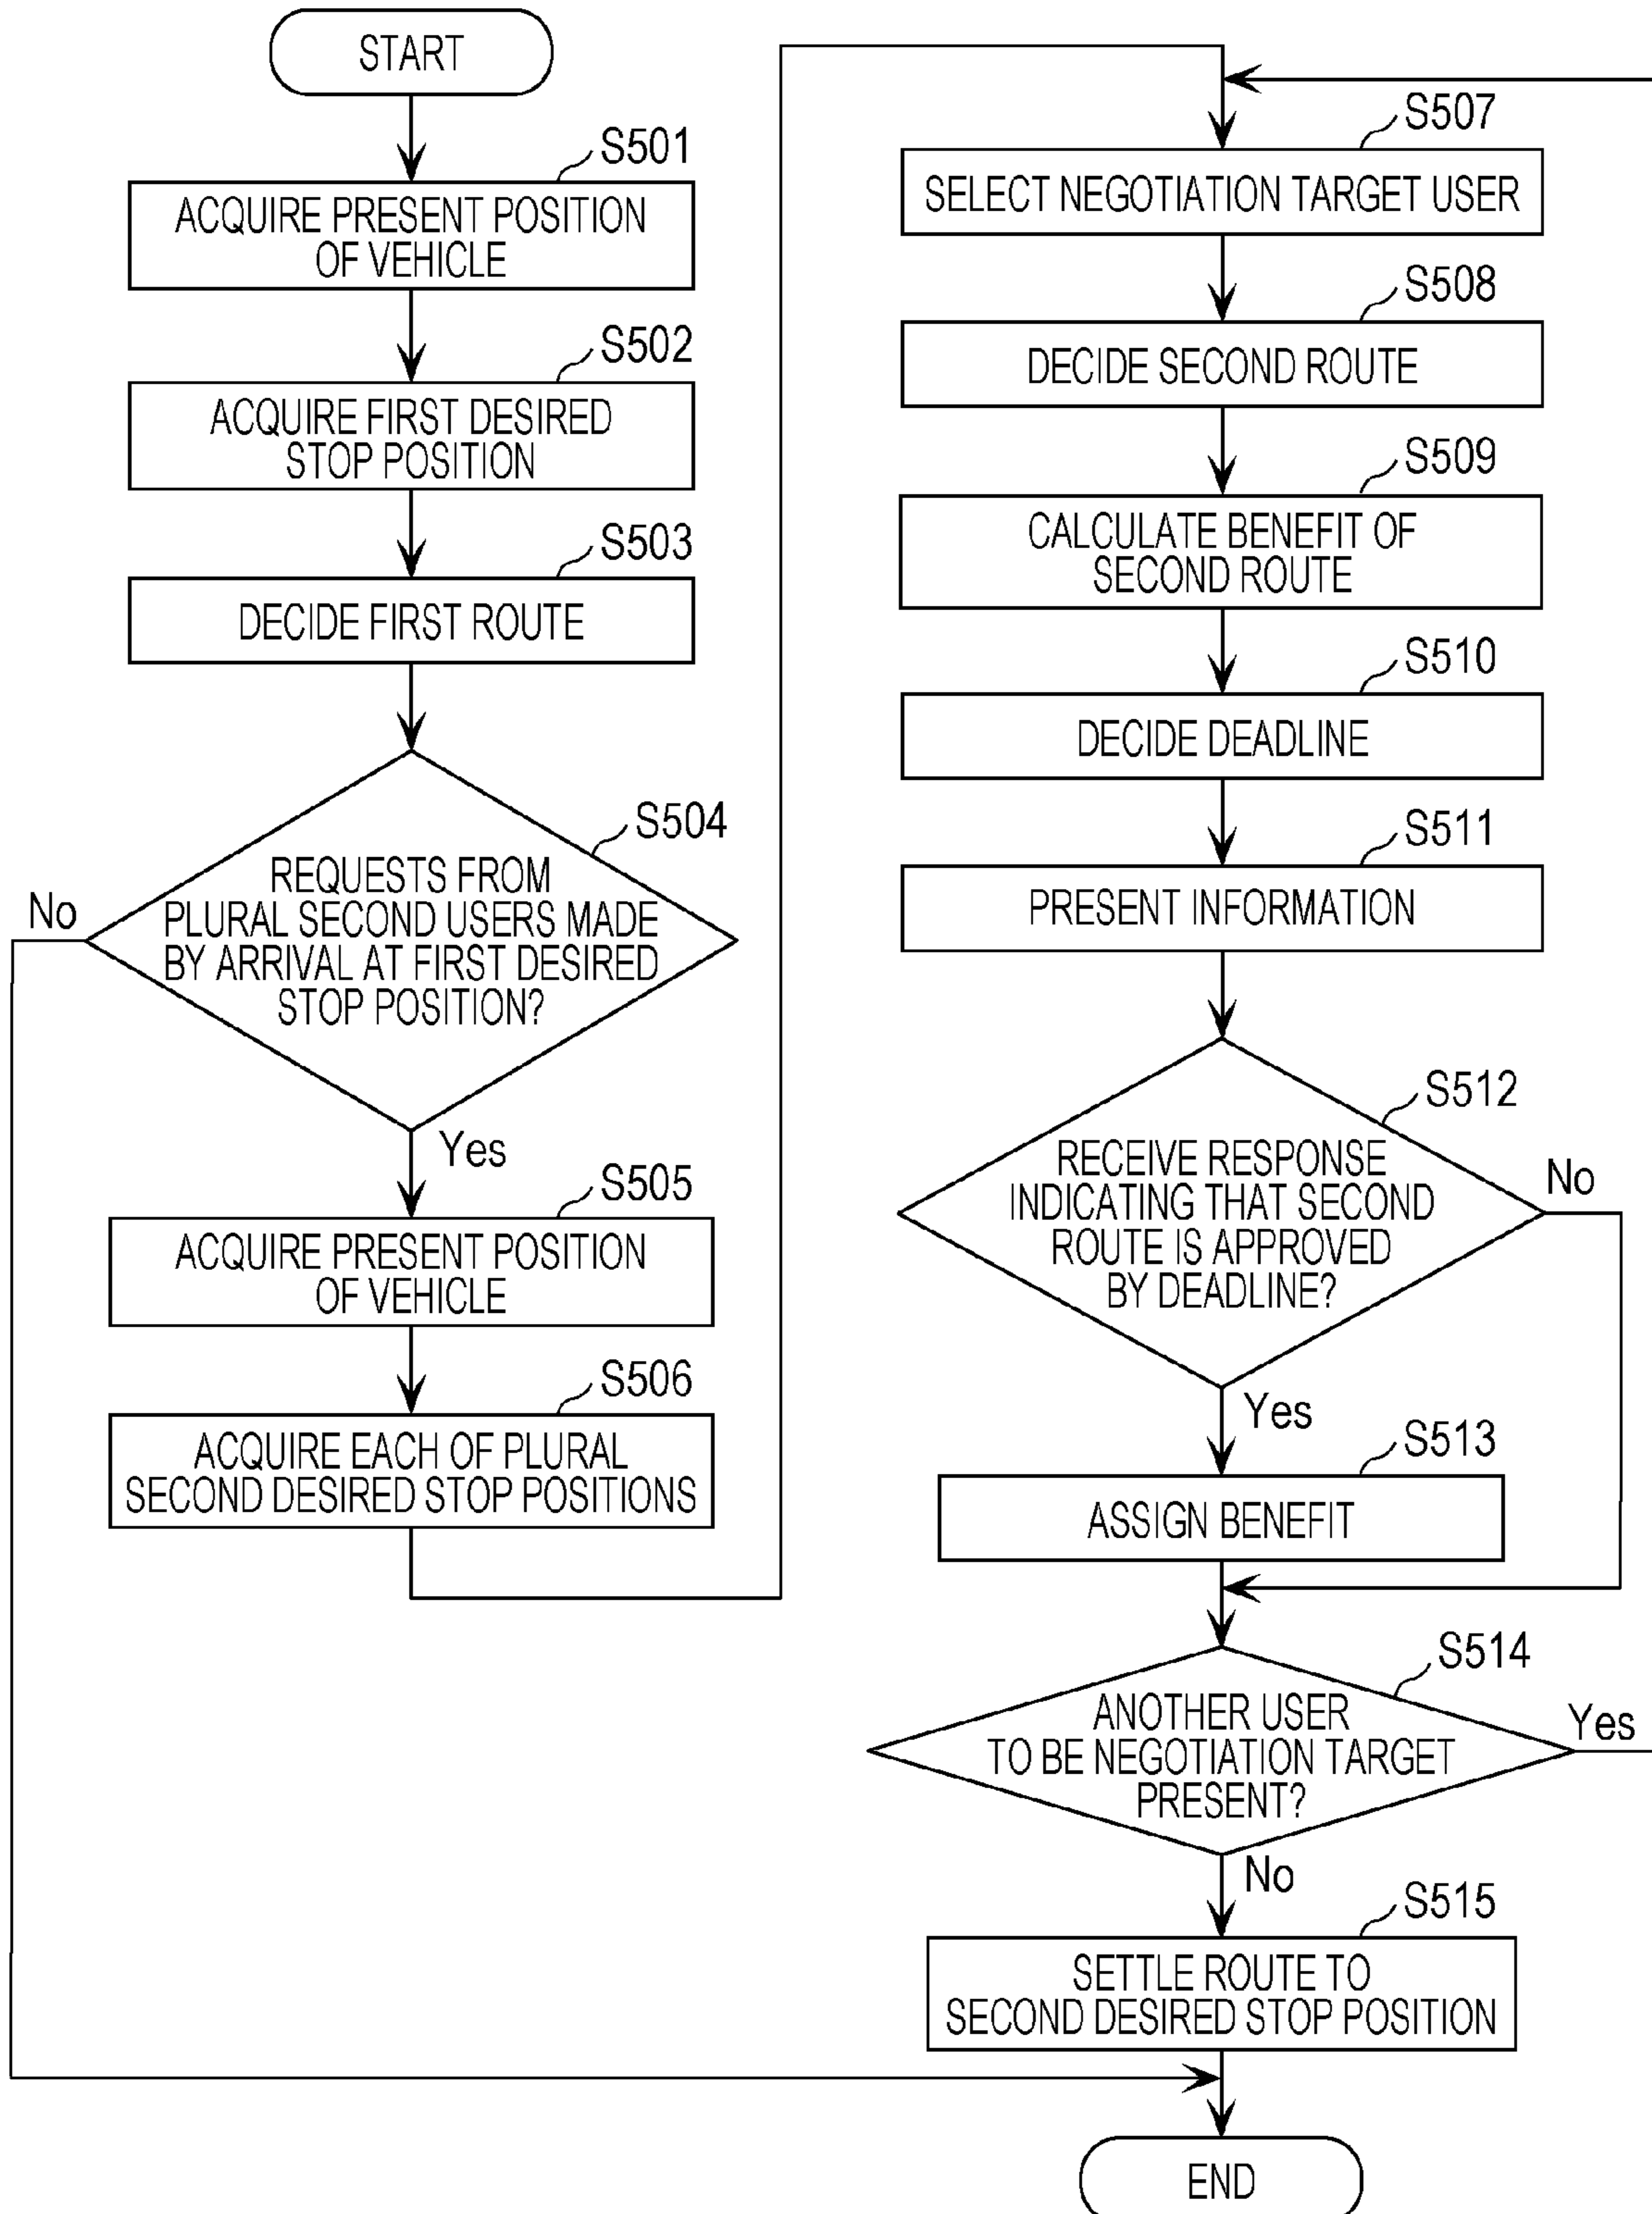 START
S501
ACQUIRE PRESENT POSITION
OF VEHICLE
S502
ACQUIRE FIRST DESIRED
STOP POSITION
S503
DECIDE FIRST ROUTE
S504
REQUESTS FROM
PLURAL SECOND USERS MADE
BY ARRIVAL AT FIRST DESIRED
STOP POSITION?
No
Yes
S505
ACQUIRE PRESENT POSITION
OF VEHICLE
S506
ACQUIRE EACH OF PLURAL
SECOND DESIRED STOP POSITIONS
S507
SELECT NEGOTIATION TARGET USER
S508
DECIDE SECOND ROUTE
S509
CALCULATE BENEFIT OF
SECOND ROUTE
S510
DECIDE DEADLINE
S511
PRESENT INFORMATION
S512
RECEIVE RESPONSE
INDICATING THAT SECOND
ROUTE IS APPROVED
BY DEADLINE?
No
Yes
S513
ASSIGN BENEFIT
S514
ANOTHER USER
TO BE NEGOTIATION TARGET
PRESENT?
Yes
No
S515
SETTLE ROUTE TO
SECOND DESIRED STOP POSITION
END